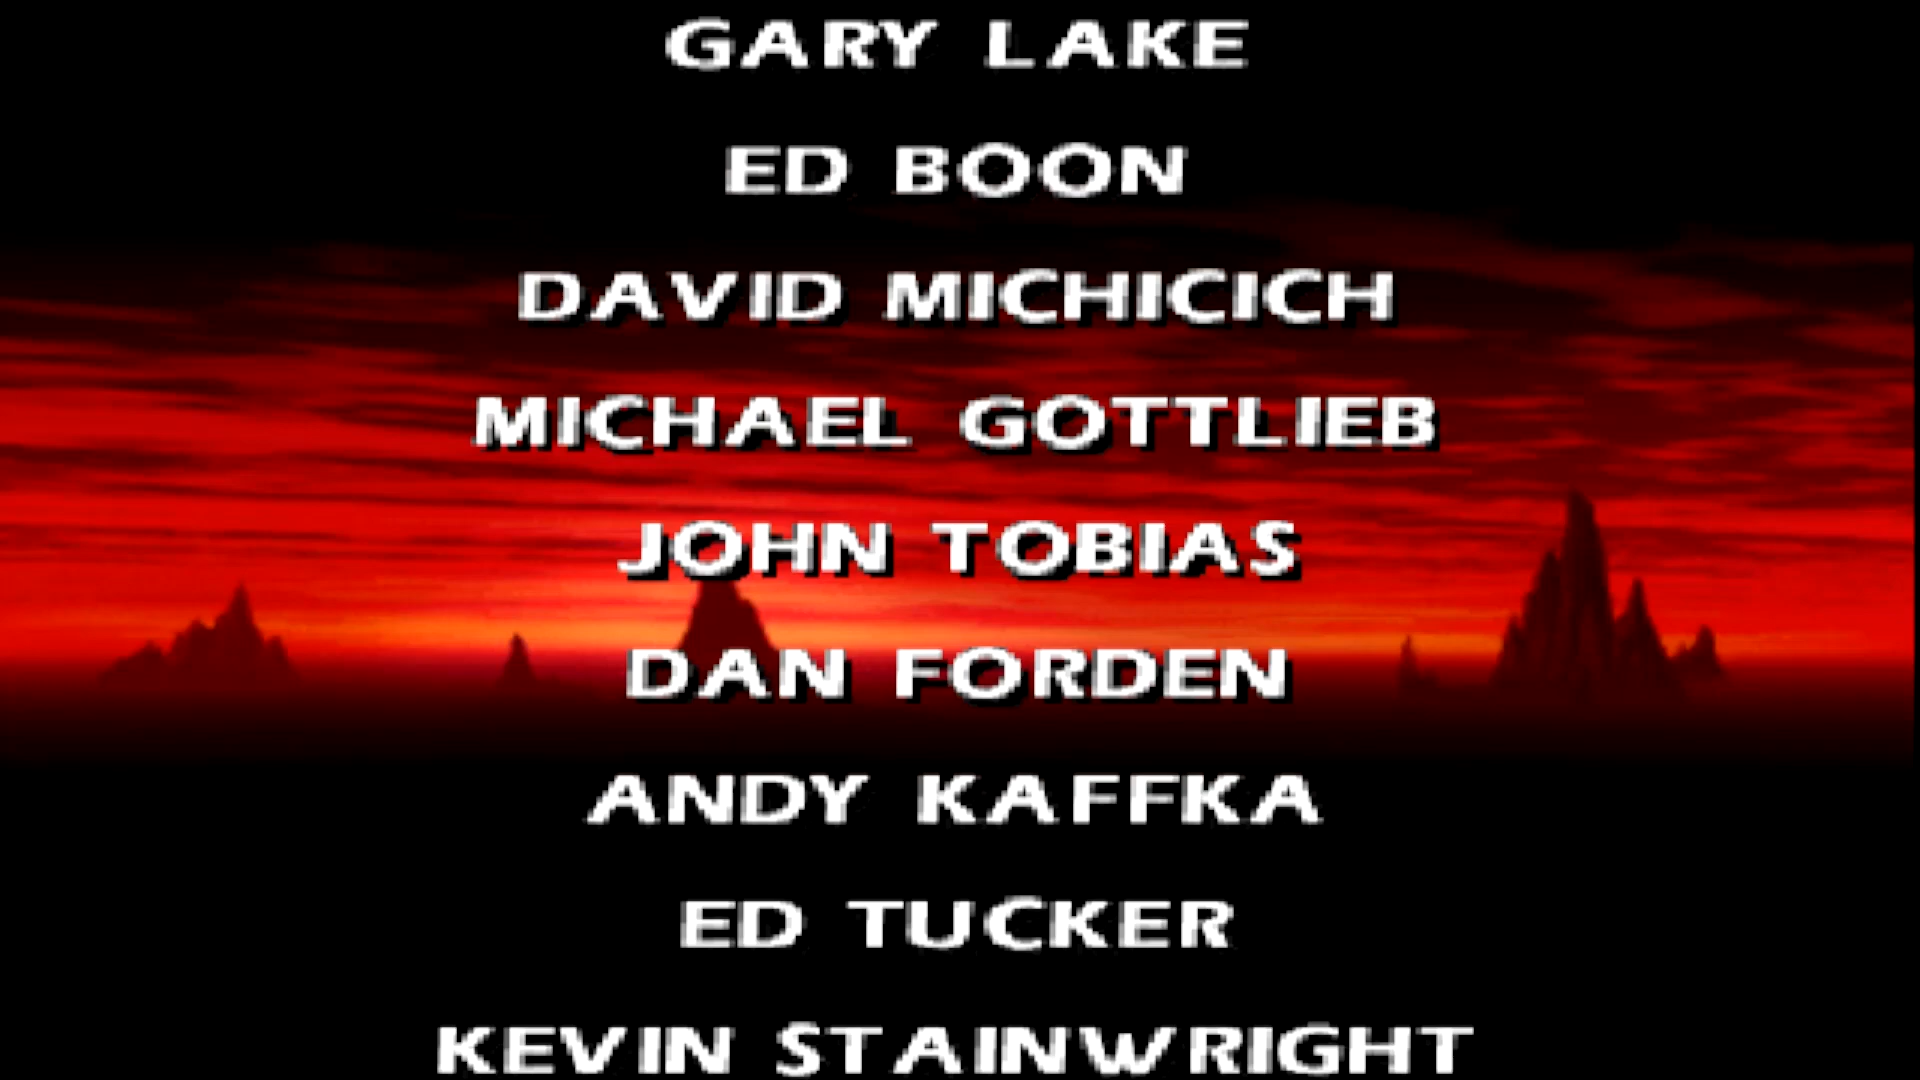 GARY LAKE
ED BOON
DAVID MICHICICH
MICHAEL GOTTLIEB
JOHN TOBIAS
DAN FORDEN
ANDY KAFFKA
ED TUCKER
KEVIN STAINWRIGHT